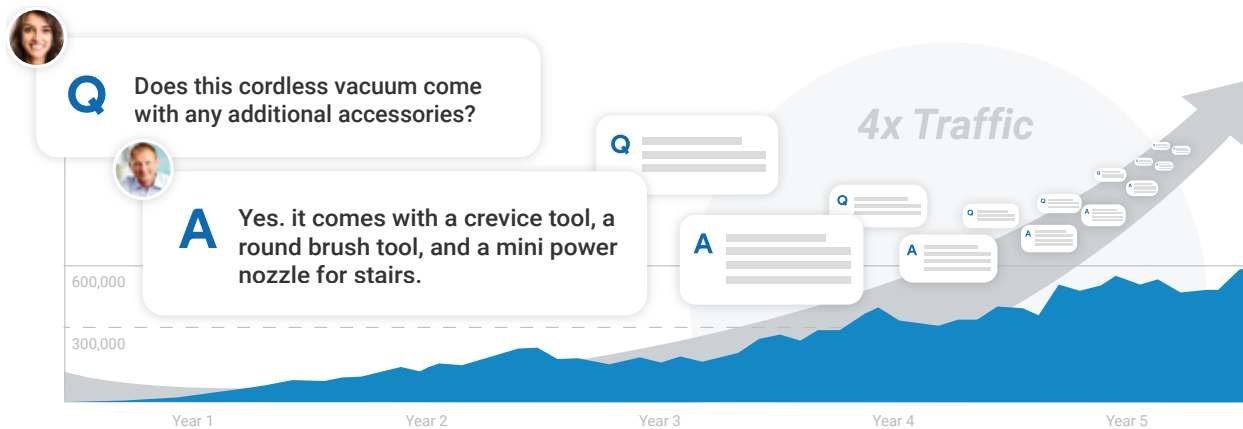 Q
Does this cordless vacuum come
with any additional accessories?
A
Yes. it comes with a crevice tool, a
round brush tool, and a mini power
nozzle for stairs.
4x Traffic
Q
A
Q
A
Q
A
Q
A
Q
A
600,000
300,000
Year 1
Year 2
Year 3
Year 4
Year 5